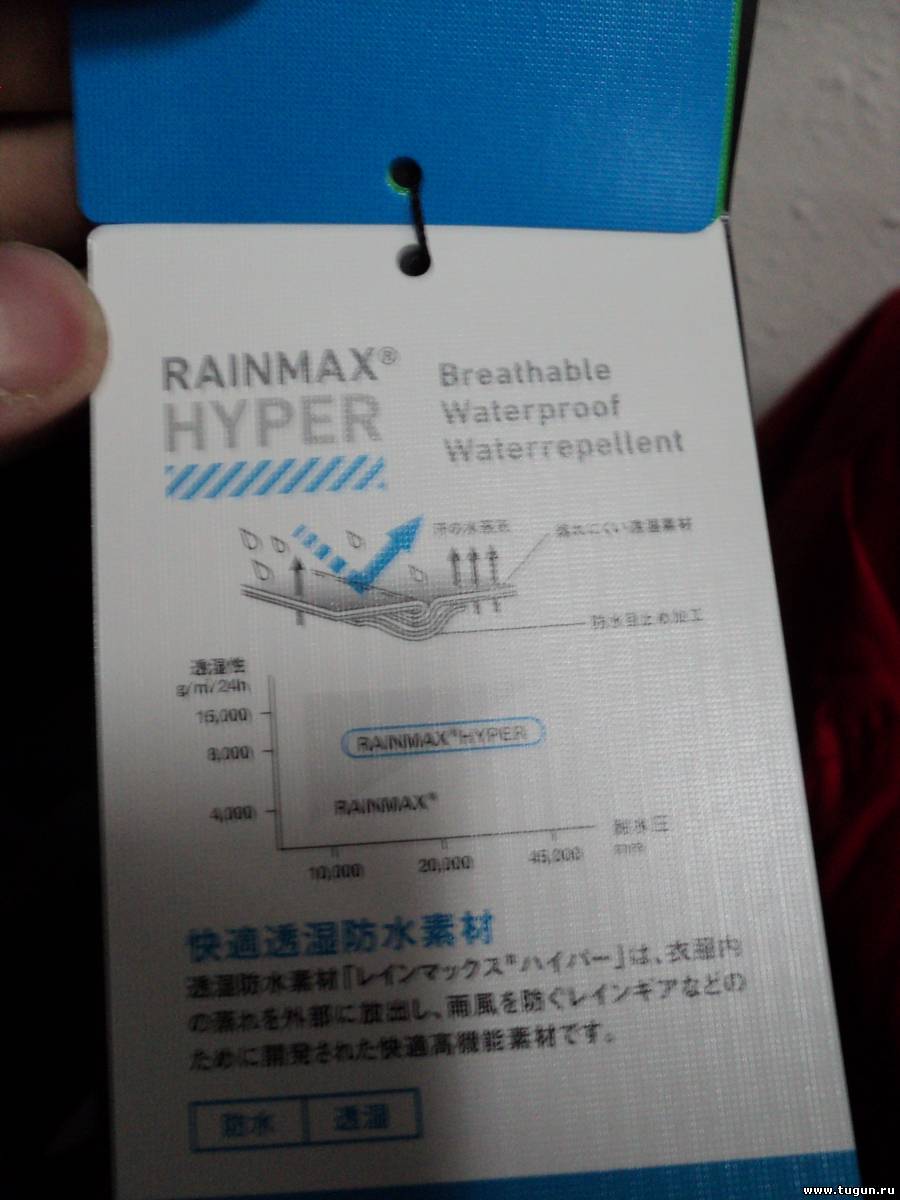 RAINMAX®
HYPER
Breathable
Waterproof
Waterrepellent
汗の水蒸気
蒸れにくい透湿素材
防水目止め加工
透湿性
g/㎡/24h
16,000
8,000
4,000
RAINMAX®HYPER
RAINMAX®
10,000
20,000
45,000
耐水圧
mm
快適透湿防水素材
透湿防水素材「レインマックス®ハイパー」は、衣服内
の蒸れを外部に放出し、雨風を防ぐレインギアなどの
ために開発された快適高機能素材です。
防水 透湿
www.tugun.ru